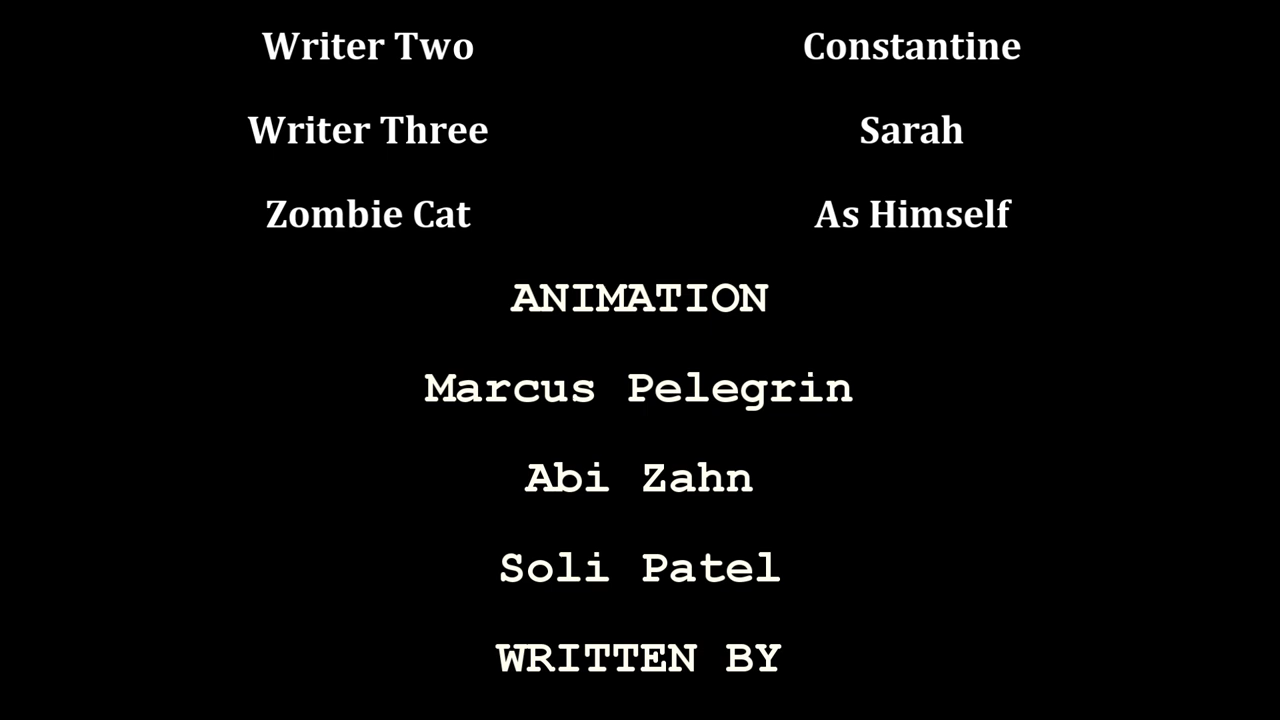 Writer Two Constantine
Writer Three Sarah
Zombie Cat As Himself
ANIMATION
Marcus Pelegrin
Abi Zahn
Soli Patel
WRITTEN BY